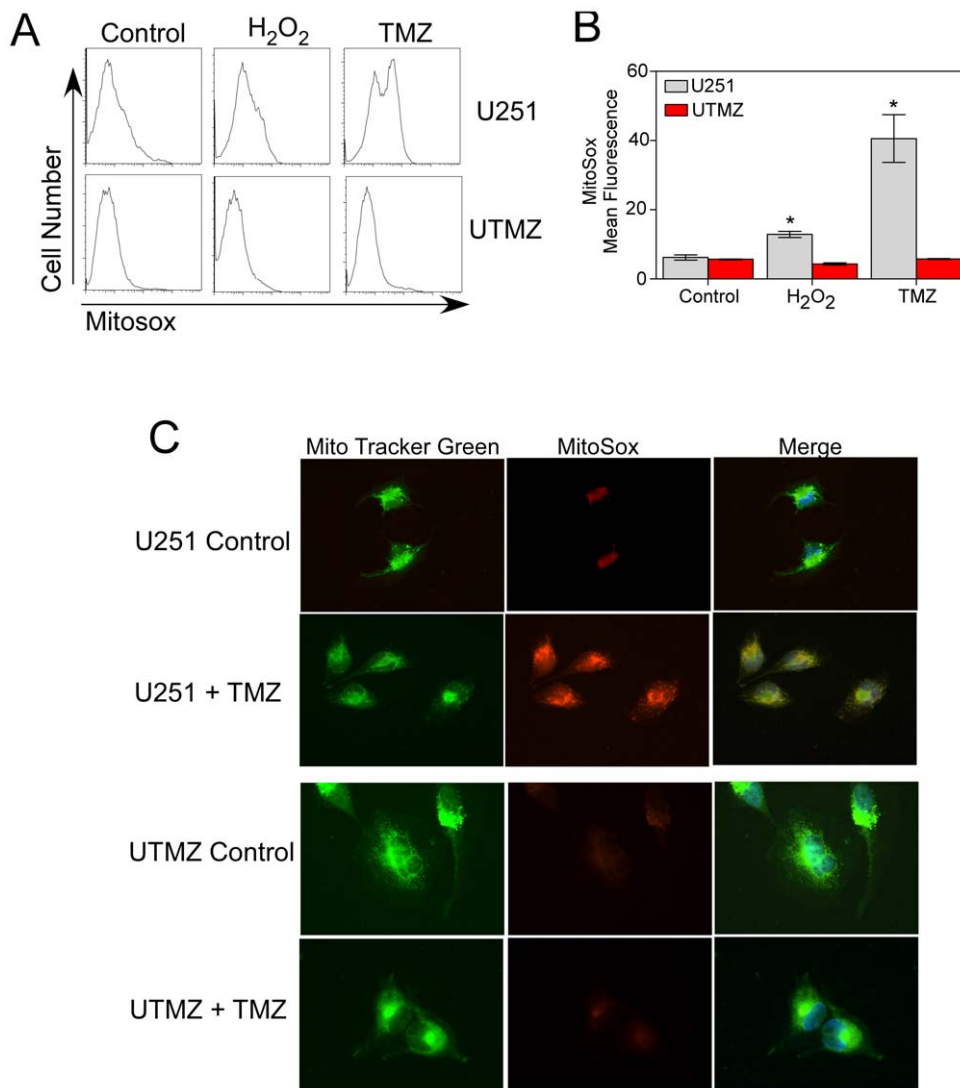 A
Control H₂O₂ TMZ
U251
UTMZ
Cell Number
Mitosox
B
60
40
20
0
MitoSox
Mean Fluorescence
U251
UTMZ
*
*
Control H₂O₂ TMZ
C
Mito Tracker Green MitoSox Merge
U251 Control
U251 + TMZ
UTMZ Control
UTMZ + TMZ